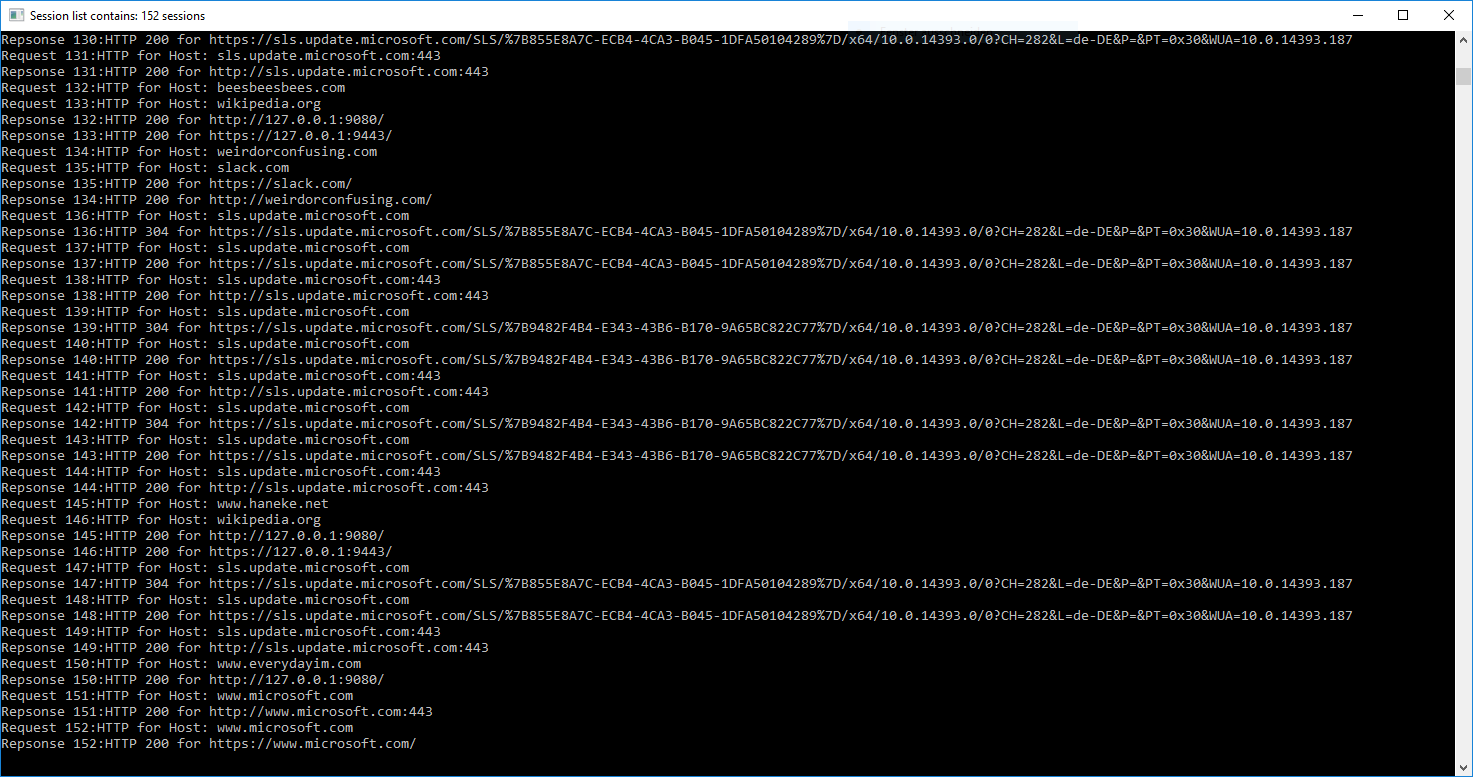 Session list contains: 152 sessions
Repsonse 130:HTTP 200 for https://sls.update.microsoft.com/SLS/%7B855E8A7C-ECB4-4CA3-B045-1DFA50104289%7D/x64/10.0.14393.0/0?CH=282&L=de-DE&P=&PT=0x30&WUA=10.0.14393.187
Request 131:HTTP for Host: sls.update.microsoft.com:443
Repsonse 131:HTTP 200 for http://sls.update.microsoft.com:443
Request 132:HTTP for Host: beesbeesbees.com
Request 133:HTTP for Host: wikipedia.org
Repsonse 132:HTTP 200 for http://127.0.0.1:9080/
Repsonse 133:HTTP 200 for https://127.0.0.1:9443/
Request 134:HTTP for Host: weirdorconfusing.com
Request 135:HTTP for Host: slack.com
Repsonse 135:HTTP 200 for https://slack.com/
Repsonse 134:HTTP 200 for http://weirdorconfusing.com/
Request 136:HTTP for Host: sls.update.microsoft.com
Repsonse 136:HTTP 304 for https://sls.update.microsoft.com/SLS/%7B855E8A7C-ECB4-4CA3-B045-1DFA50104289%7D/x64/10.0.14393.0/0?CH=282&L=de-DE&P=&PT=0x30&WUA=10.0.14393.187
Request 137:HTTP for Host: sls.update.microsoft.com
Repsonse 137:HTTP 200 for https://sls.update.microsoft.com/SLS/%7B855E8A7C-ECB4-4CA3-B045-1DFA50104289%7D/x64/10.0.14393.0/0?CH=282&L=de-DE&P=&PT=0x30&WUA=10.0.14393.187
Request 138:HTTP for Host: sls.update.microsoft.com:443
Repsonse 138:HTTP 200 for http://sls.update.microsoft.com:443
Request 139:HTTP for Host: sls.update.microsoft.com
Repsonse 139:HTTP 304 for https://sls.update.microsoft.com/SLS/%7B9482F4B4-E343-43B6-B170-9A65BC822C77%7D/x64/10.0.14393.0/0?CH=282&L=de-DE&P=&PT=0x30&WUA=10.0.14393.187
Request 140:HTTP for Host: sls.update.microsoft.com
Repsonse 140:HTTP 200 for https://sls.update.microsoft.com/SLS/%7B9482F4B4-E343-43B6-B170-9A65BC822C77%7D/x64/10.0.14393.0/0?CH=282&L=de-DE&P=&PT=0x30&WUA=10.0.14393.187
Request 141:HTTP for Host: sls.update.microsoft.com:443
Repsonse 141:HTTP 200 for http://sls.update.microsoft.com:443
Request 142:HTTP for Host: sls.update.microsoft.com
Repsonse 142:HTTP 304 for https://sls.update.microsoft.com/SLS/%7B9482F4B4-E343-43B6-B170-9A65BC822C77%7D/x64/10.0.14393.0/0?CH=282&L=de-DE&P=&PT=0x30&WUA=10.0.14393.187
Request 143:HTTP for Host: sls.update.microsoft.com
Repsonse 143:HTTP 200 for https://sls.update.microsoft.com/SLS/%7B9482F4B4-E343-43B6-B170-9A65BC822C77%7D/x64/10.0.14393.0/0?CH=282&L=de-DE&P=&PT=0x30&WUA=10.0.14393.187
Request 144:HTTP for Host: sls.update.microsoft.com:443
Repsonse 144:HTTP 200 for http://sls.update.microsoft.com:443
Request 145:HTTP for Host: www.haneke.net
Request 146:HTTP for Host: wikipedia.org
Repsonse 145:HTTP 200 for http://127.0.0.1:9080/
Repsonse 146:HTTP 200 for https://127.0.0.1:9443/
Request 147:HTTP for Host: sls.update.microsoft.com
Repsonse 147:HTTP 304 for https://sls.update.microsoft.com/SLS/%7B855E8A7C-ECB4-4CA3-B045-1DFA50104289%7D/x64/10.0.14393.0/0?CH=282&L=de-DE&P=&PT=0x30&WUA=10.0.14393.187
Request 148:HTTP for Host: sls.update.microsoft.com
Repsonse 148:HTTP 200 for https://sls.update.microsoft.com/SLS/%7B855E8A7C-ECB4-4CA3-B045-1DFA50104289%7D/x64/10.0.14393.0/0?CH=282&L=de-DE&P=&PT=0x30&WUA=10.0.14393.187
Request 149:HTTP for Host: sls.update.microsoft.com:443
Repsonse 149:HTTP 200 for http://sls.update.microsoft.com:443
Request 150:HTTP for Host: www.everydayim.com
Repsonse 150:HTTP 200 for http://127.0.0.1:9080/
Request 151:HTTP for Host: www.microsoft.com
Repsonse 151:HTTP 200 for http://www.microsoft.com:443
Request 152:HTTP for Host: www.microsoft.com
Repsonse 152:HTTP 200 for https://www.microsoft.com/